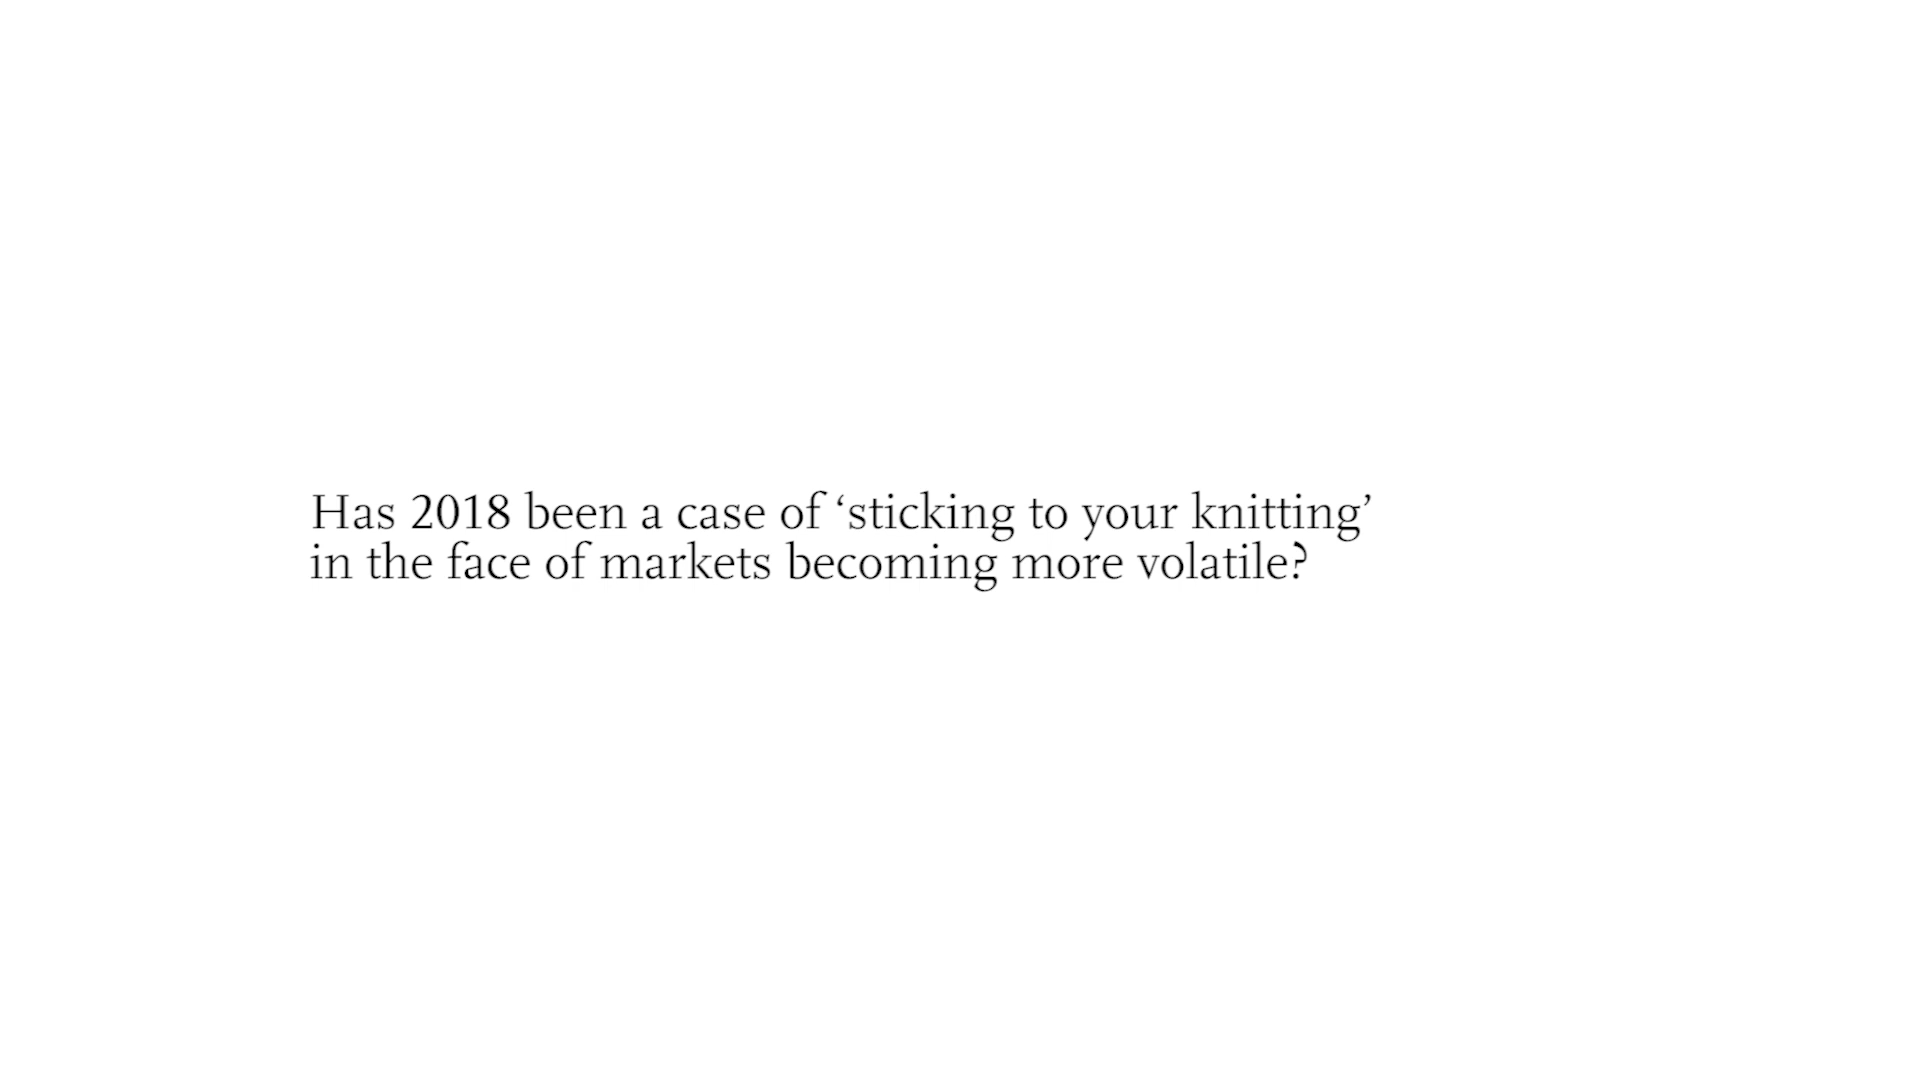 Has 2018 been a case of ‘sticking to your knitting’
in the face of markets becoming more volatile?